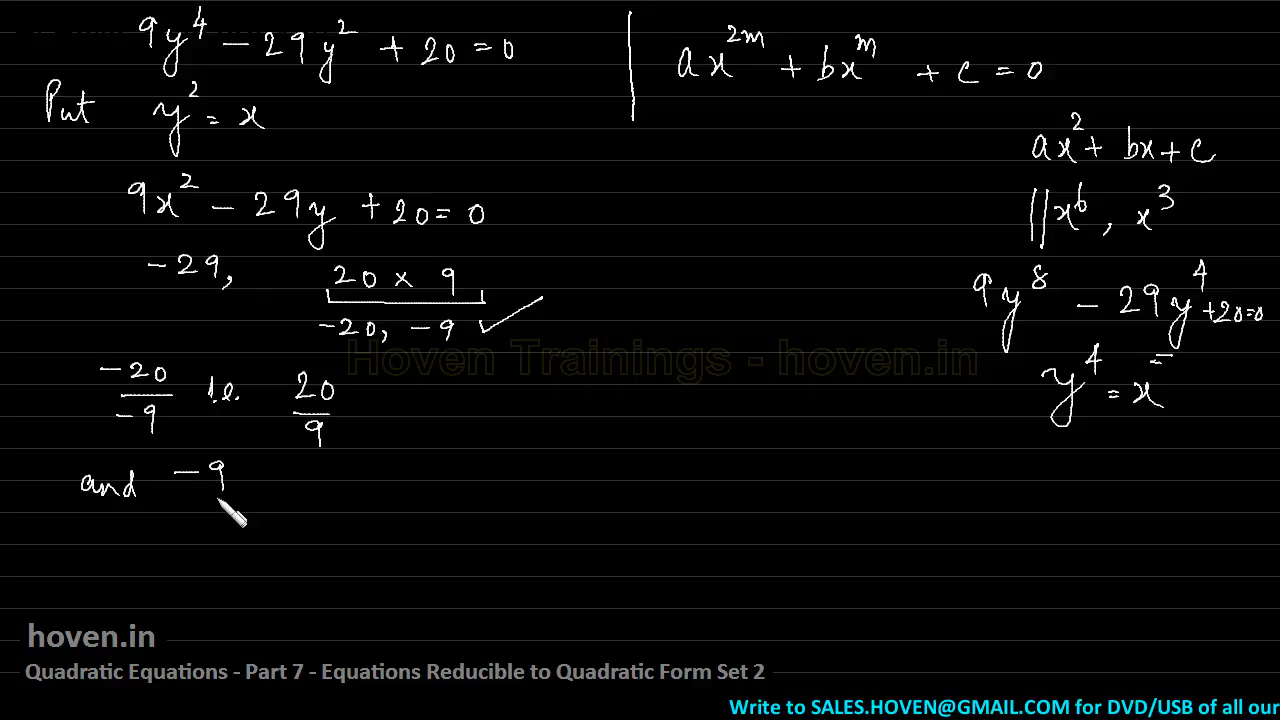 9y⁴ - 29y² + 20 = 0
Put y² = x
9x² - 29y + 20 = 0
-29, 20 × 9
-20, -9 ✓
-20/-9 i.e. 20/9
and -9
ax²ᵐ + bxᵐ + c = 0
ax² + bx + c
||x⁶, x³
9y⁸ - 29y⁴ + 20 = 0
y⁴ = x
Hoven Trainings - hoven.in
hoven.in
Quadratic Equations - Part 7 - Equations Reducible to Quadratic Form Set 2
Write to SALES.HOVEN@GMAIL.COM for DVD/USB of all our